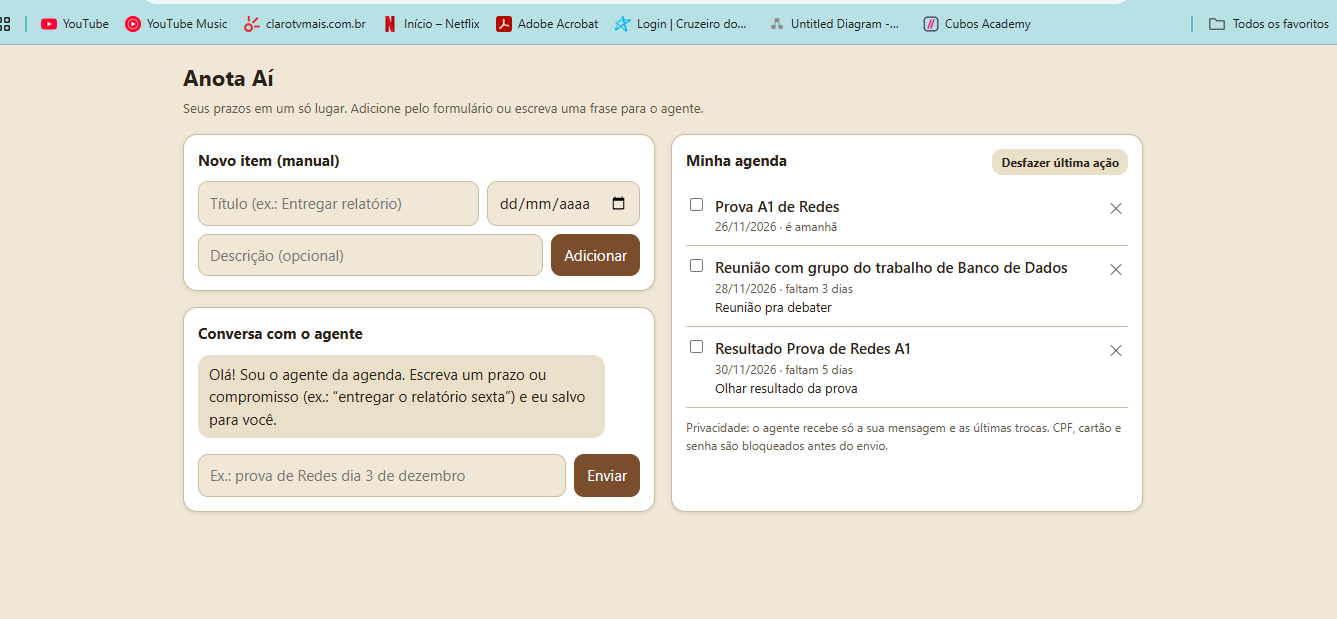 YouTube
YouTube Music
clarotvmais.com.br
Início – Netflix
Adobe Acrobat
Login | Cruzeiro do...
Untitled Diagram -...
Cubos Academy
Todos os favoritos
Anota Aí
Seus prazos em um só lugar. Adicione pelo formulário ou escreva uma frase para o agente.
Novo item (manual)
Título (ex.: Entregar relatório)
dd/mm/aaaa
Descrição (opcional)
Adicionar
Conversa com o agente
Olá! Sou o agente da agenda. Escreva um prazo ou
compromisso (ex.: “entregar o relatório sexta”) e eu salvo
para você.
Ex.: prova de Redes dia 3 de dezembro
Enviar
Minha agenda
Desfazer última ação
Prova A1 de Redes
26/11/2026 · é amanhã
Reunião com grupo do trabalho de Banco de Dados
28/11/2026 · faltam 3 dias
Reunião pra debater
Resultado Prova de Redes A1
30/11/2026 · faltam 5 dias
Olhar resultado da prova
Privacidade: o agente recebe só a sua mensagem e as últimas trocas. CPF, cartão e
senha são bloqueados antes do envio.